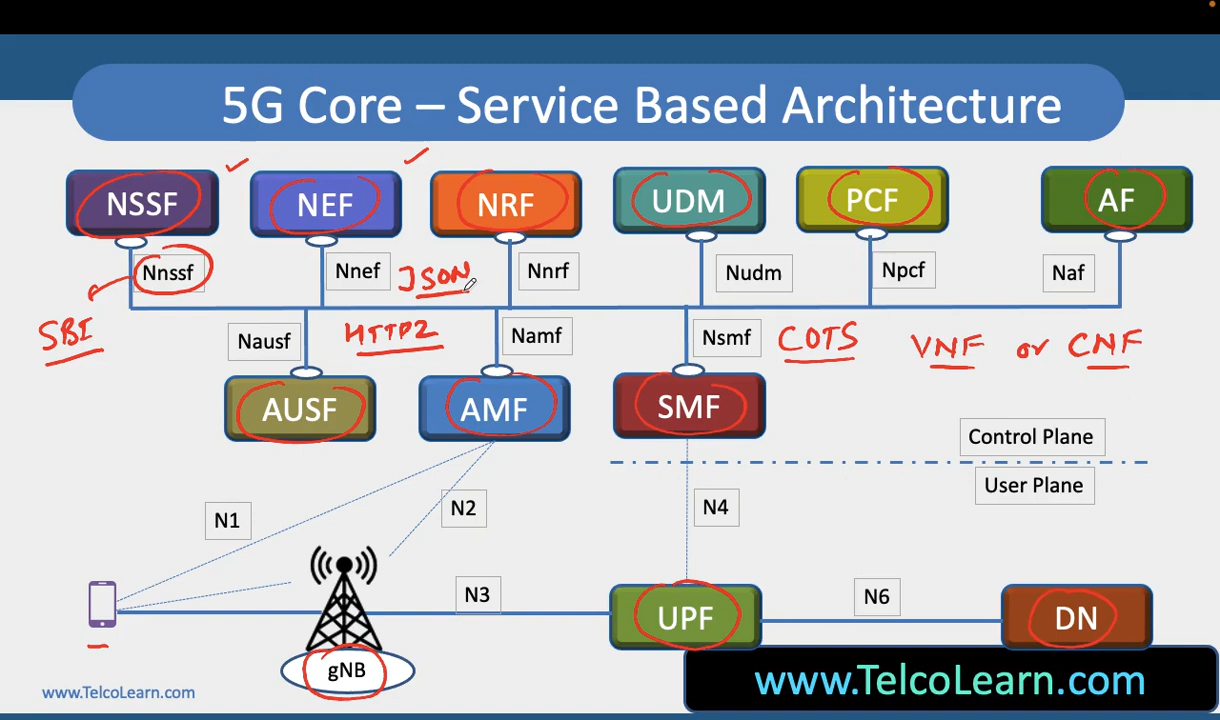 5G Core – Service Based Architecture
NSSF
NEF
NRF
UDM
PCF
AF
Nnssf
Nnef
JSON
Nnrf
Nudm
Npcf
Naf
SBI
Nausf
HTTP2
Namf
Nsmf
COTS
VNF or CNF
AUSF
AMF
SMF
Control Plane
User Plane
N1
N2
N4
N3
N6
UPF
DN
gNB
www.TelcoLearn.com
www.TelcoLearn.com